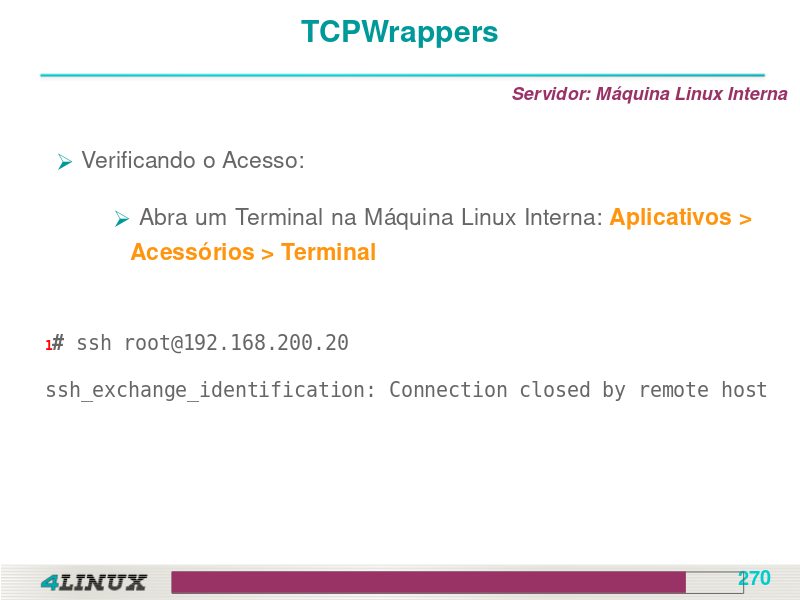 TCPWrappers
Servidor: Máquina Linux Interna
Verificando o Acesso:
Abra um Terminal na Máquina Linux Interna: Aplicativos >
Acessórios > Terminal
1# ssh root@192.168.200.20
ssh_exchange_identification: Connection closed by remote host
4LINUX
270